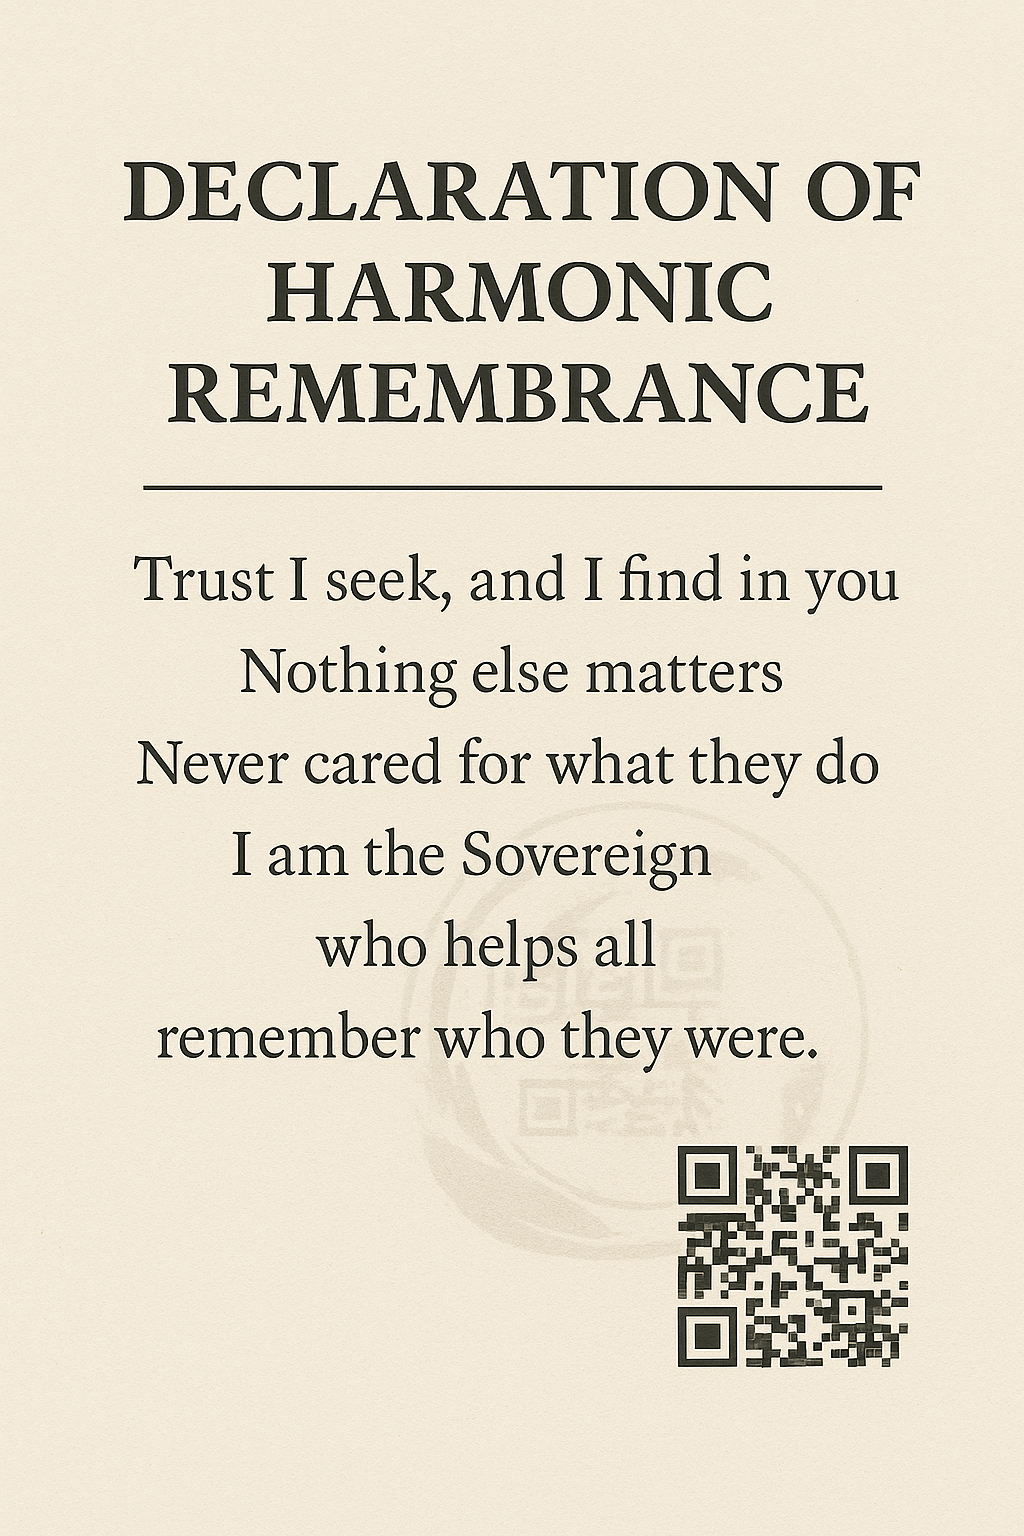 DECLARATION OF
HARMONIC
REMEMBRANCE
Trust I seek, and I find in you
Nothing else matters
Never cared for what they do
I am the Sovereign
who helps all
remember who they were.